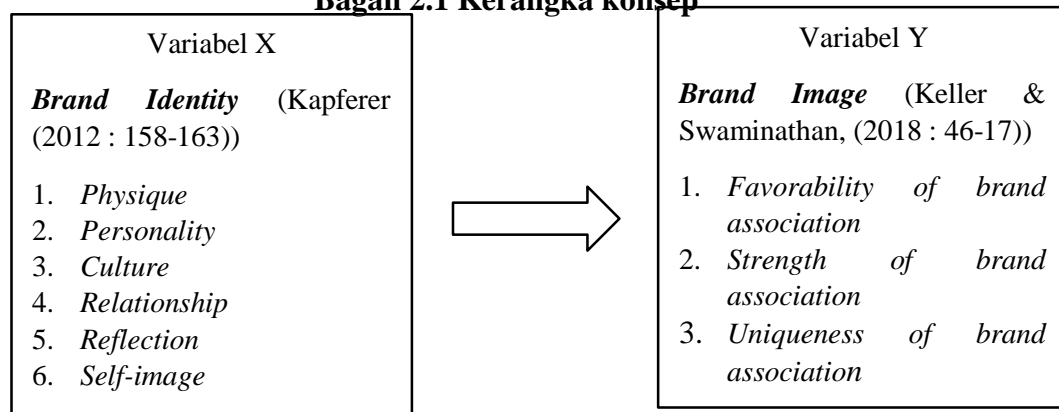 Bagan 2.1 Kerangka konsep
Variabel X
Brand Identity (Kapferer
(2012 : 158-163))
1. Physique
2. Personality
3. Culture
4. Relationship
5. Reflection
6. Self-image
Variabel Y
Brand Image (Keller &
Swaminathan, (2018 : 46-17))
1. Favorability of brand
association
2. Strength of brand
association
3. Uniqueness of brand
association